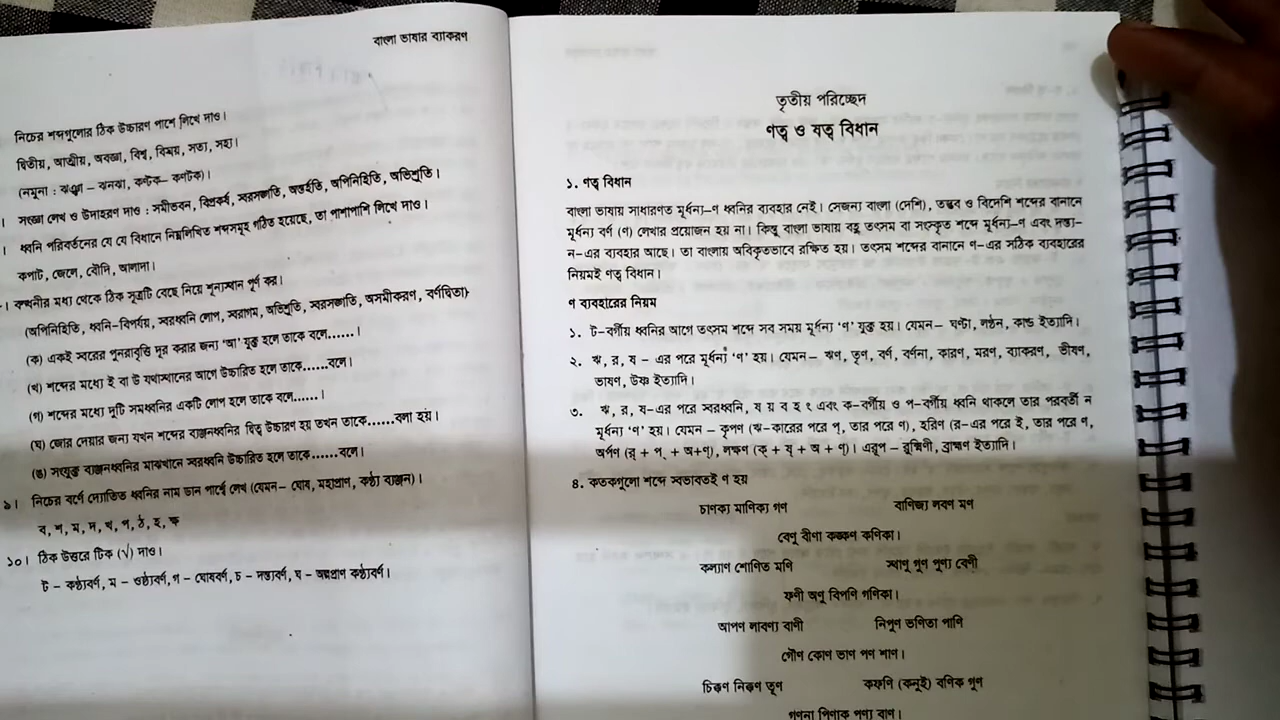 বাংলা ভাষার ব্যাকরণ
নিচের শব্দগুলোর ঠিক উচ্চারণ পাশে লিখে দাও।
দ্বিতীয়, আত্মীয়, অবজ্ঞা, বিশ্ব, বিস্ময়, সত্য, সহ্য।
(নমুনা : ঝঞ্ঝা – ঝনঝা, কণ্টক– কণটক)।
। সংজ্ঞা লেখ ও উদাহরণ দাও : সমীভবন, বিপ্রকর্ষ, স্বরসঙ্গতি, অন্তর্হতি, অপিনিহিতি, অভিশ্রুতি।
। ধ্বনি পরিবর্তনের যে যে বিধানে নিম্নলিখিত শব্দসমূহ গঠিত হয়েছে, তা পাশাপাশি লিখে দাও।
কপাট, জেলে, বৌদি, আলাদা।
। বন্ধনীর মধ্য থেকে ঠিক সূত্রটি বেছে নিয়ে শূন্যস্থান পূর্ণ কর।
(অপিনিহিতি, ধ্বনি-বিপর্যয়, স্বরধ্বনি লোপ, স্বরাগম, অভিশ্রুতি, স্বরসঙ্গতি, অসমীকরণ, বর্ণদ্বিতা)
(ক) একই স্বরের পুনরাবৃত্তি দূর করার জন্য ‘আ’ যুক্ত হলে তাকে বলে......।
(খ) শব্দের মধ্যে ই বা উ যথাস্থানের আগে উচ্চারিত হলে তাকে......বলে।
(গ) শব্দের মধ্যে দুটি সমধ্বনির একটি লোপ হলে তাকে বলে......।
(ঘ) জোর দেয়ার জন্য যখন শব্দের ব্যঞ্জনধ্বনির দ্বিত্ব উচ্চারণ হয় তখন তাকে......বলা হয়।
(ঙ) সংযুক্ত ব্যঞ্জনধ্বনির মাঝখানে স্বরধ্বনি উচ্চারিত হলে তাকে......বলে।
৯। নিচের বর্ণে দ্যোতিত ধ্বনির নাম ডান পার্শ্বে লেখ (যেমন– ঘোষ, মহাপ্রাণ, কণ্ঠ্য ব্যঞ্জন)।
ব, শ, ম, দ, খ, প, ঠ, হ, ক্ষ
১০। ঠিক উত্তরে টিক (√) দাও।
ট – কণ্ঠ্যবর্ণ, ম – ওষ্ঠ্যবর্ণ, প – ঘোষবর্ণ, চ – দন্ত্যবর্ণ, ঘ – অল্পপ্রাণ কণ্ঠ্যবর্ণ।
তৃতীয় পরিচ্ছেদ
ণত্ব ও ষত্ব বিধান
১. ণত্ব বিধান
বাংলা ভাষায় সাধারণত মূর্ধন্য–ণ ধ্বনির ব্যবহার নেই। সেজন্য বাংলা (দেশি), তদ্ভব ও বিদেশি শব্দের বানানে
মূর্ধন্য বর্ণ (ণ) লেখার প্রয়োজন হয় না। কিন্তু বাংলা ভাষায় বহু তৎসম বা সংস্কৃত শব্দে মূর্ধন্য–ণ এবং দন্ত্য–
ন–এর ব্যবহার আছে। তা বাংলায় অবিকৃতভাবে রক্ষিত হয়। তৎসম শব্দের বানানে ণ–এর সঠিক ব্যবহারের
নিয়মই ণত্ব বিধান।
ণ ব্যবহারের নিয়ম
১. ট–বর্গীয় ধ্বনির আগে তৎসম শব্দে সব সময় মূর্ধন্য ‘ণ’ যুক্ত হয়। যেমন– ঘণ্টা, লণ্ঠন, কাণ্ড ইত্যাদি।
২. ঋ, র, ষ – এর পরে মূর্ধন্য ‘ণ’ হয়। যেমন– ঋণ, তৃণ, বর্ণ, বর্ণনা, কারণ, মরণ, ব্যাকরণ, ভীষণ,
ভাষণ, উষ্ণ ইত্যাদি।
৩. ঋ, র, ষ–এর পরে স্বরধ্বনি, ষ য় ব হ ং এবং ক–বর্গীয় ও প–বর্গীয় ধ্বনি থাকলে তার পরবর্তী ন
মূর্ধন্য ‘ণ’ হয়। যেমন – কৃপণ (ঋ–কারের পরে প্, তার পরে ণ), হরিণ (র–এর পরে ই, তার পরে ণ,
অর্পণ (র্ + প্ + অ+ণ্), লক্ষণ (ক্ + ষ্ + অ + ণ্)। এরূপ – রুক্মিণী, ব্রাহ্মণ ইত্যাদি।
৪. কতকগুলো শব্দে স্বভাবতই ণ হয়
চাণক্য মাণিক্য গণ বাণিজ্য লবণ মণ
বেণু বীণা কঙ্কণ কণিকা।
কল্যাণ শোণিত মণি স্থাণু গুণ পুণ্য বেণী
ফণী অণু বিপণি গণিকা।
আপণ লাবণ্য বাণী নিপুণ ভণিতা পাণি
গৌণ কোণ ভাণ পণ শাণ।
চিক্কণ নিক্কণ তূণ কফণি (কনুই) বণিক গুণ
গণনা পিণাক পণ্য বাণ।